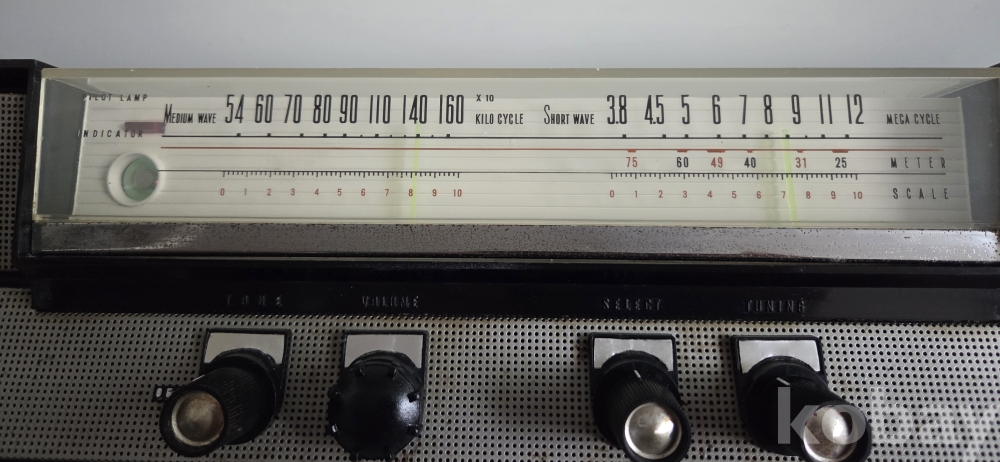 PILOT LAMP
INDICATOR
MEDIUM WAVE 54 60 70 80 90 110 140 160 X 10 KILO CYCLE
SHORT WAVE 3.8 4.5 5 6 7 8 9 11 12 MEGA CYCLE
75 60 49 40 31 25 METER
0 1 2 3 4 5 6 7 8 9 10
0 1 2 3 4 5 6 7 8 9 10 SCALE
TONE VOLUME SELECT TUNING
kobay